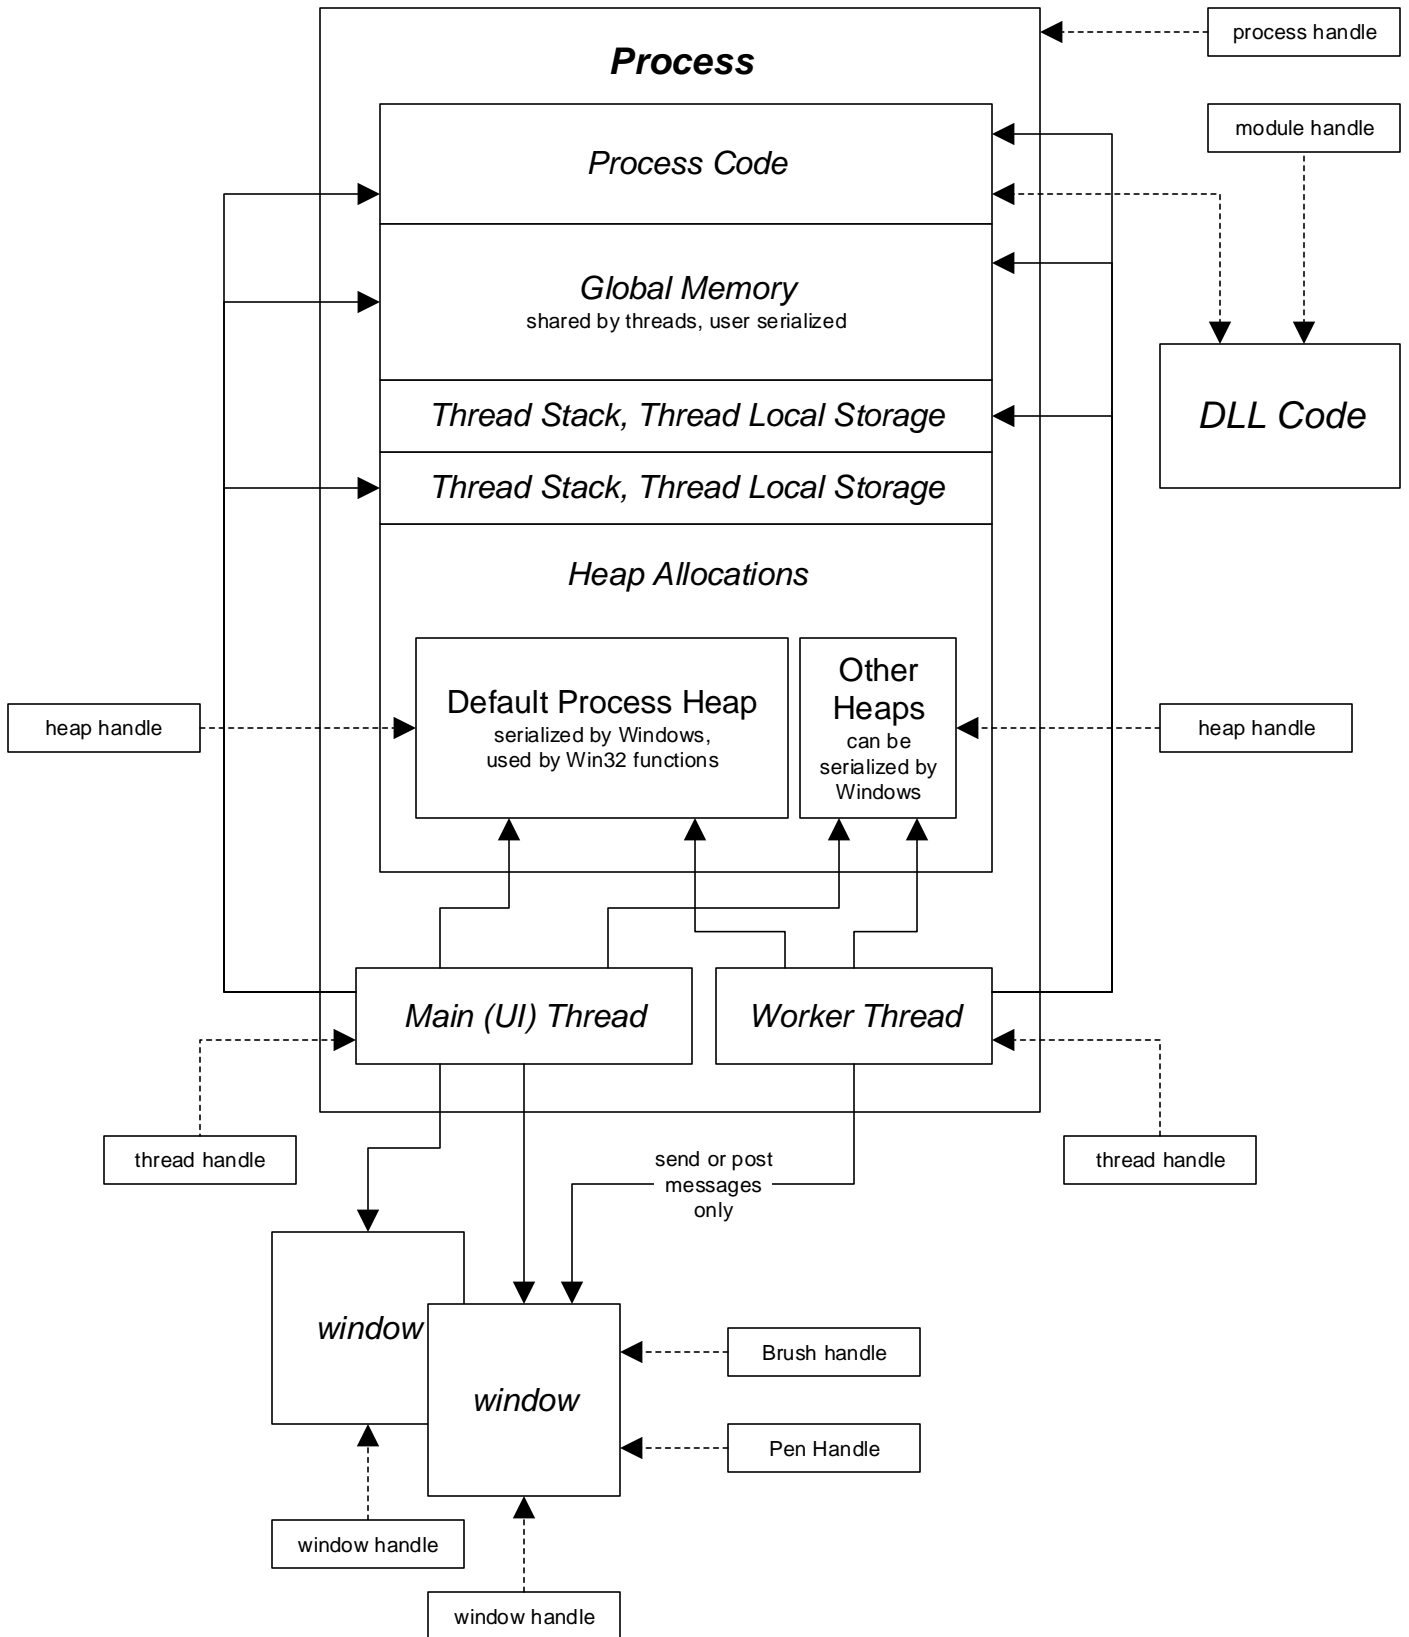 process handle
Process
module handle
Process Code
Global Memory
shared by threads, user serialized
Thread Stack, Thread Local Storage
DLL Code
Thread Stack, Thread Local Storage
Heap Allocations
heap handle
Default Process Heap
serialized by Windows,
used by Win32 functions
Other
Heaps
can be
serialized by
Windows
heap handle
Main (UI) Thread
Worker Thread
thread handle
send or post
messages
only
thread handle
window
window
Brush handle
Pen Handle
window handle
window handle